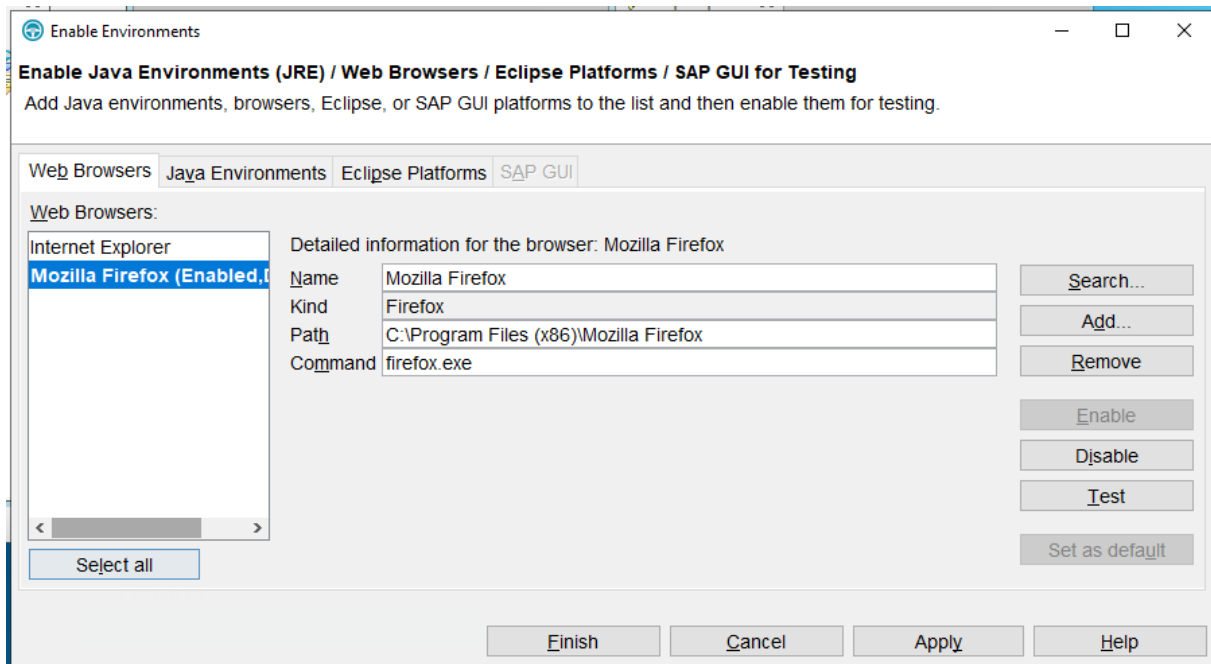 Enable Environments
Enable Java Environments (JRE) / Web Browsers / Eclipse Platforms / SAP GUI for Testing
Add Java environments, browsers, Eclipse, or SAP GUI platforms to the list and then enable them for testing.
Web Browsers Java Environments Eclipse Platforms SAP GUI
Web Browsers:
Internet Explorer
Mozilla Firefox (Enabled,
Detailed information for the browser: Mozilla Firefox
Name Mozilla Firefox
Kind Firefox
Path C:\Program Files (x86)\Mozilla Firefox
Command firefox.exe
Search...
Add...
Remove
Enable
Disable
Test
Set as default
Select all
Finish Cancel Apply Help